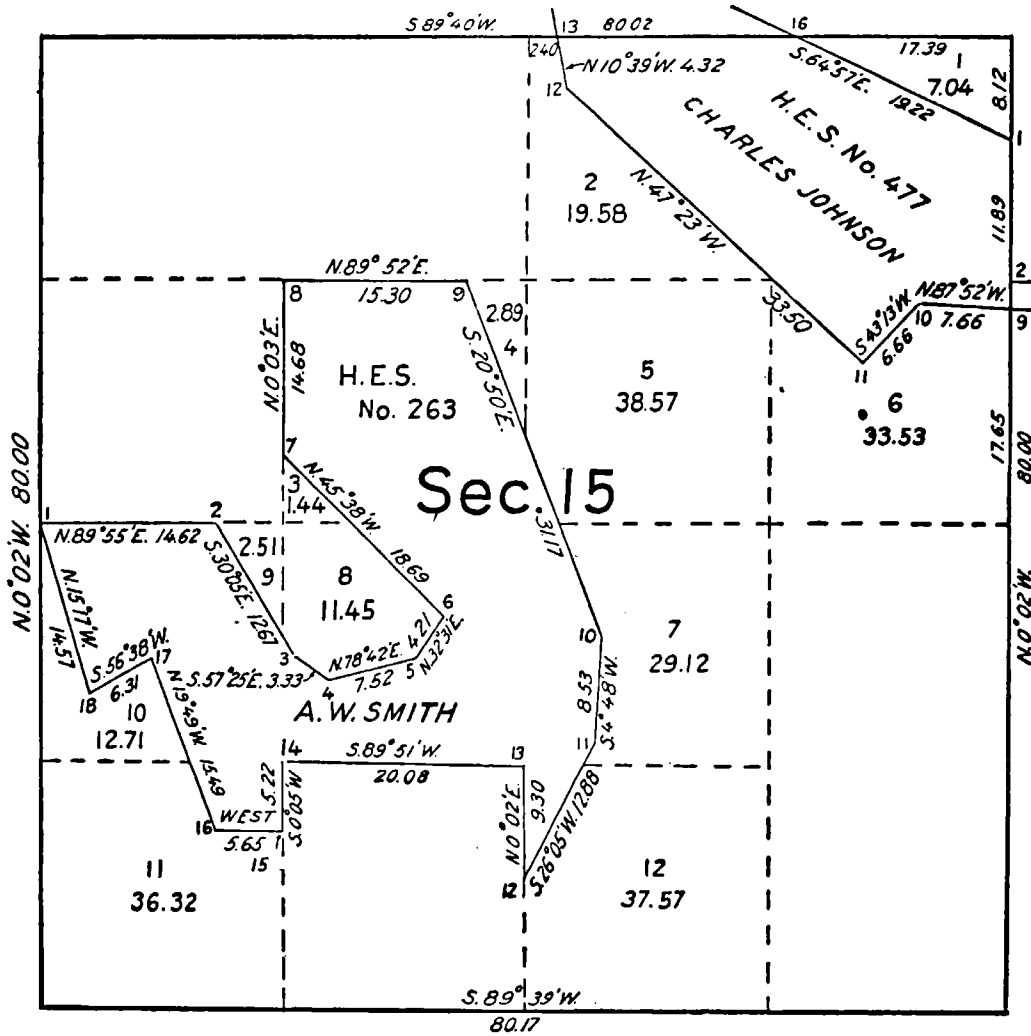 S 89°40'W.
13
80.02
16
17.39
1
7.04
8.12
240
N10°39'W. 4.32
12
S.64°57'E. 19.22
1
H.E.S. No. 477
CHARLES JOHNSON
2
19.58
N.47°23'W.
33.50
11.89
2
N.89°52'E.
15.30
8
9
N.87°52'W.
7.66
9
10
S 43°13'W.
6.66
11
2.89
4
S. 20°50'E.
31.17
N.0°03'E.
14.68
H.E.S.
No. 263
5
38.57
6
33.53
17.65
80.00
N.0°02'W. 80.00
7
3
1.44
N.45°38'W.
18.69
Sec. 15
1
2
N.89°55'E. 14.62
2.51
9
S.30°05'E. 12.67
8
11.45
6
N.0°02'W.
N.15°17'W.
14.57
S.56°38'W.
6.31
17
18
3
S.57°25'E. 3.33
4
N.78°42'E.
7.52
4.21
5
N.32°31'E.
10
7
29.12
8.53
S.4°48'W.
11
10
12.71
N 19°49'W.
15.49
A.W. SMITH
14
S.89°51'W.
20.08
13
5.22
S.0°05'W
16
WEST
5.65
1
15
N0°02'E.
9.30
S.26°05'W. 12.88
12
11
36.32
12
37.57
S.89°39'W.
80.17